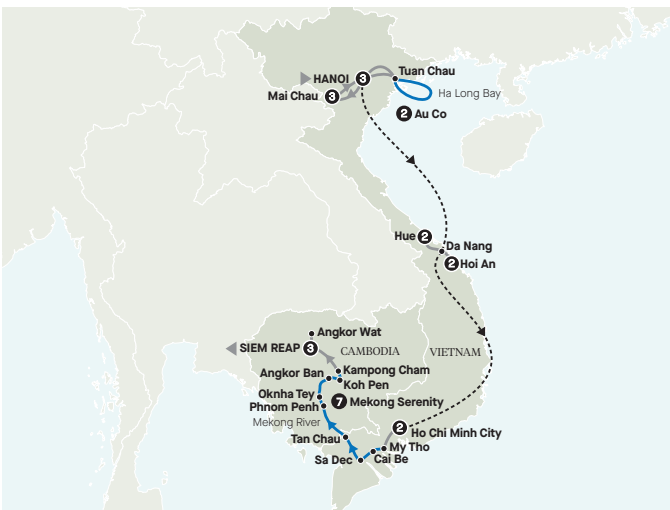 HANOI 3
Tuan Chau
Mai Chau 3
Ha Long Bay
2 Au Co
Hue 2
Da Nang
2 Hoi An
Angkor Wat
SIEM REAP 3
CAMBODIA
VIETNAM
Kampong Cham
Angkor Ban
Koh Pen
Oknha Tey
7 Mekong Serenity
Phnom Penh
Mekong River
2 Ho Chi Minh City
Tan Chau
My Tho
Sa Dec
Cai Be